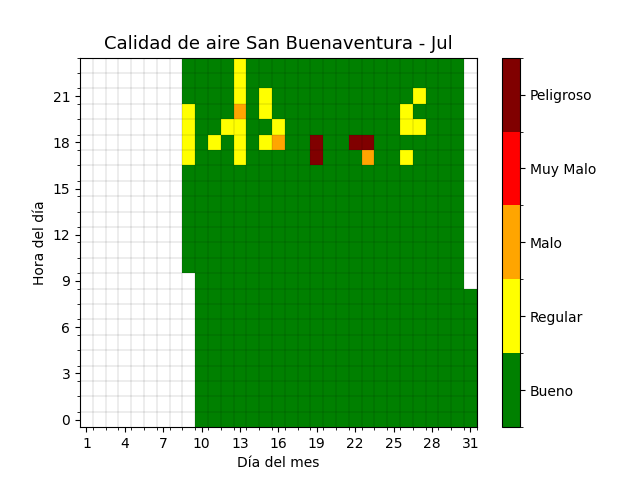 Calidad de aire San Buenaventura - Jul
Hora del día
21
18
15
12
9
6
3
0
1 4 7 10 13 16 19 22 25 28 31
Día del mes
Peligroso
Muy Malo
Malo
Regular
Bueno